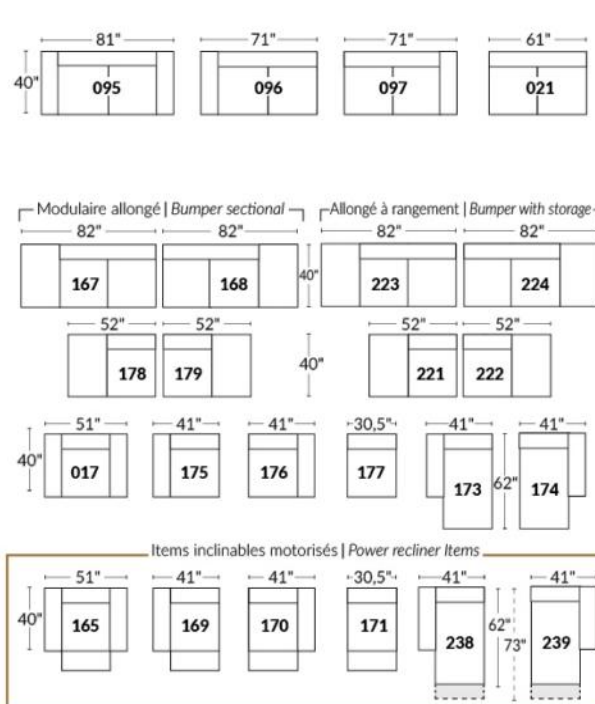 81" 71" 71" 61"
40" 095 096 097 021
Modulaire allongé | Bumper sectional Allongé à rangement | Bumper with storage
82" 82" 82" 82"
167 168 40" 223 224
52" 52" 52" 52"
178 179 40" 221 222
51" 41" 41" 30,5" 41" 41"
40" 017 175 176 177 173 62" 174
Items inclinables motorisés | Power recliner Items
51" 41" 41" 30,5" 41" 41"
40" 165 169 170 171 238 62" 73" 239